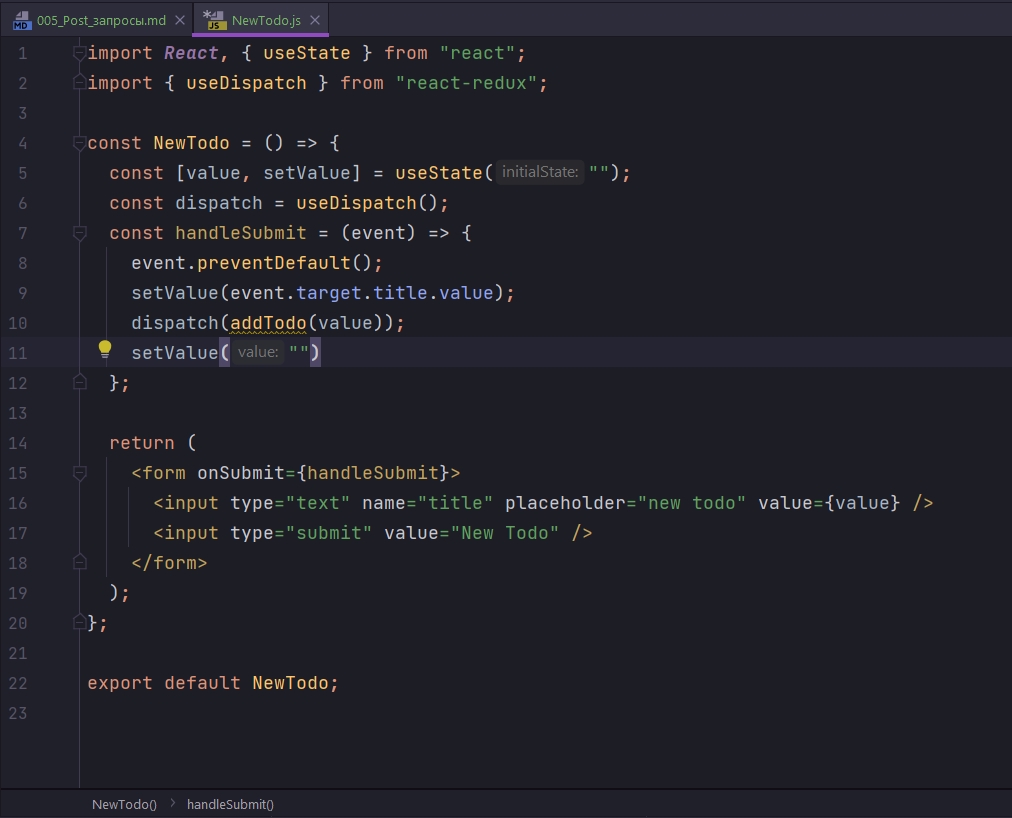 005_Post_запросы.md NewTodo.js
1 import React, { useState } from "react";
2 import { useDispatch } from "react-redux";
3
4 const NewTodo = () => {
5 const [value, setValue] = useState( initialState: "");
6 const dispatch = useDispatch();
7 const handleSubmit = (event) => {
8 event.preventDefault();
9 setValue(event.target.title.value);
10 dispatch(addTodo(value));
11 setValue( value: "")
12 };
13
14 return (
15 <form onSubmit={handleSubmit}>
16 <input type="text" name="title" placeholder="new todo" value={value} />
17 <input type="submit" value="New Todo" />
18 </form>
19 );
20 };
21
22 export default NewTodo;
23
NewTodo() > handleSubmit()